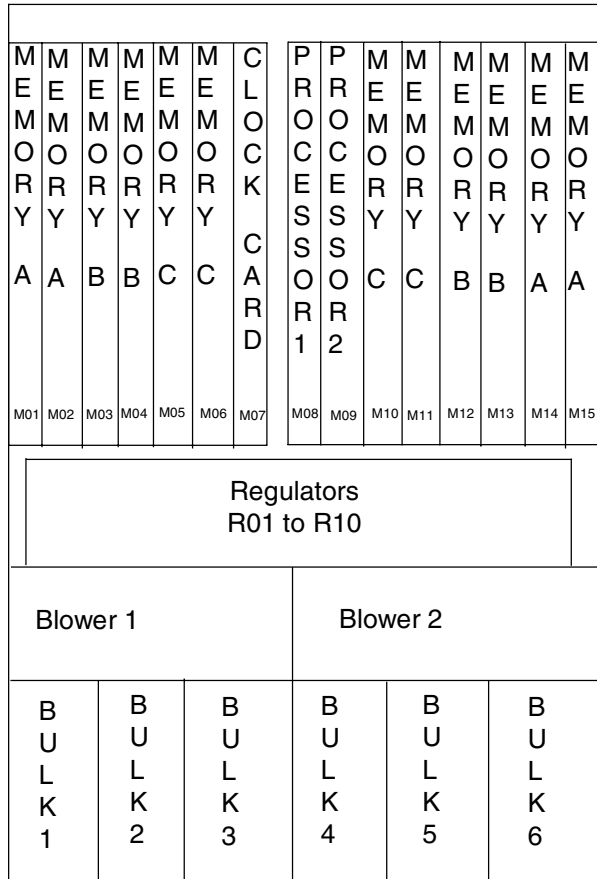 MEMORY A
MEMORY A
MEMORY B
MEMORY B
MEMORY C
MEMORY C
CLOCK CARD
PROCESSOR 1
PROCESSOR 2
MEMORY C
MEMORY C
MEMORY B
MEMORY B
MEMORY A
MEMORY A
M01 M02 M03 M04 M05 M06 M07 M08 M09 M10 M11 M12 M13 M14 M15
Regulators
R01 to R10
Blower 1
Blower 2
BULK 1
BULK 2
BULK 3
BULK 4
BULK 5
BULK 6